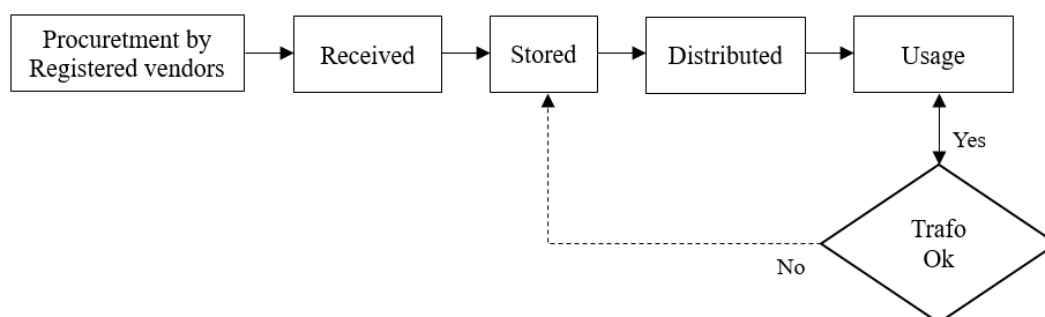 Procuretment by
Registered vendors
Received
Stored
Distributed
Usage
Yes
Trafo
Ok
No